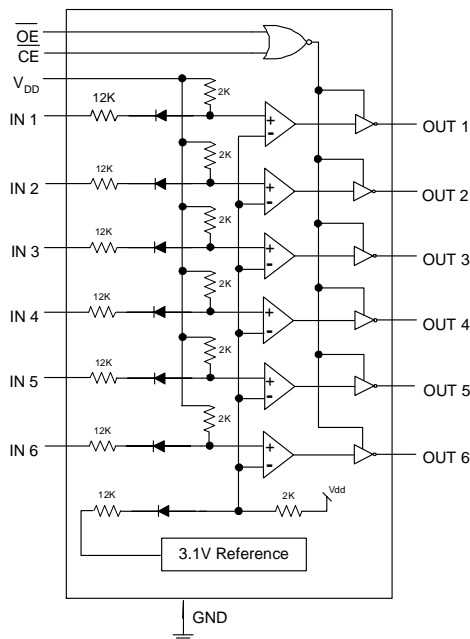 OE
CE
VDD
2K
12K
IN 1
+
-
OUT 1
2K
12K
IN 2
+
-
OUT 2
2K
12K
IN 3
+
-
OUT 3
2K
12K
IN 4
+
-
OUT 4
2K
12K
IN 5
+
-
OUT 5
2K
12K
IN 6
+
-
OUT 6
12K
2K
Vdd
3.1V Reference
GND